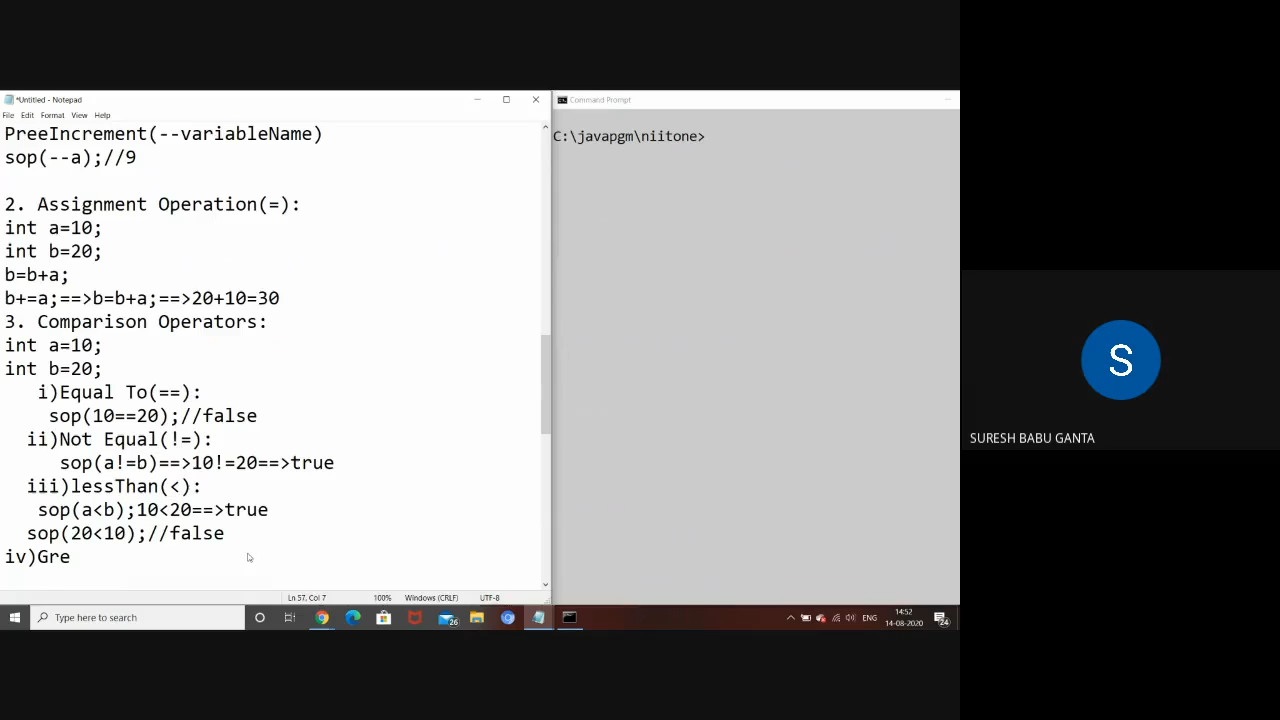 *Untitled - Notepad
File Edit Format View Help
PreeIncrement(--variableName)
sop(--a);//9
2. Assignment Operation(=):
int a=10;
int b=20;
b=b+a;
b+=a;==>b=b+a;==>20+10=30
3. Comparison Operators:
int a=10;
int b=20;
i)Equal To(==):
sop(10==20);//false
ii)Not Equal(!=):
sop(a!=b)==>10!=20==>true
iii)lessThan(<):
sop(a<b);10<20==>true
sop(20<10);//false
iv)Gre
Ln 57, Col 7 100% Windows (CRLF) UTF-8
Command Prompt
C:\javapgm\niitone>
S
SURESH BABU GANTA
Type here to search
26
ENG
14:52
14-08-2020
24